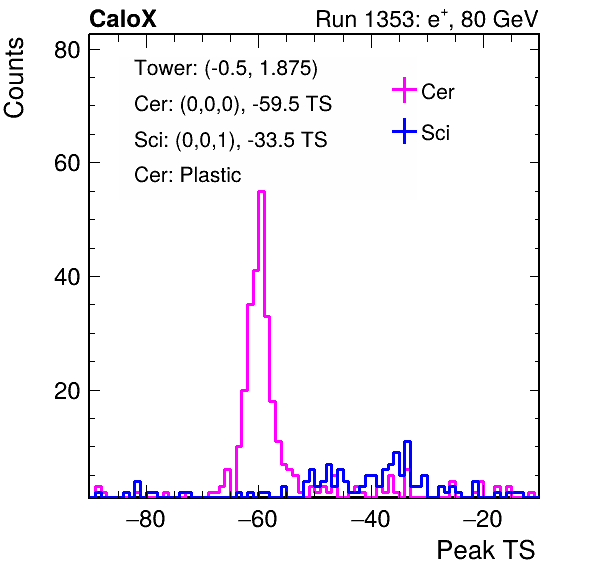 CaloX Run 1353: e⁺, 80 GeV
Counts
80
Tower: (-0.5, 1.875)
Cer: (0,0,0), -59.5 TS
Sci: (0,0,1), -33.5 TS
Cer: Plastic
Cer
Sci
60
40
20
−80 −60 −40 −20
Peak TS